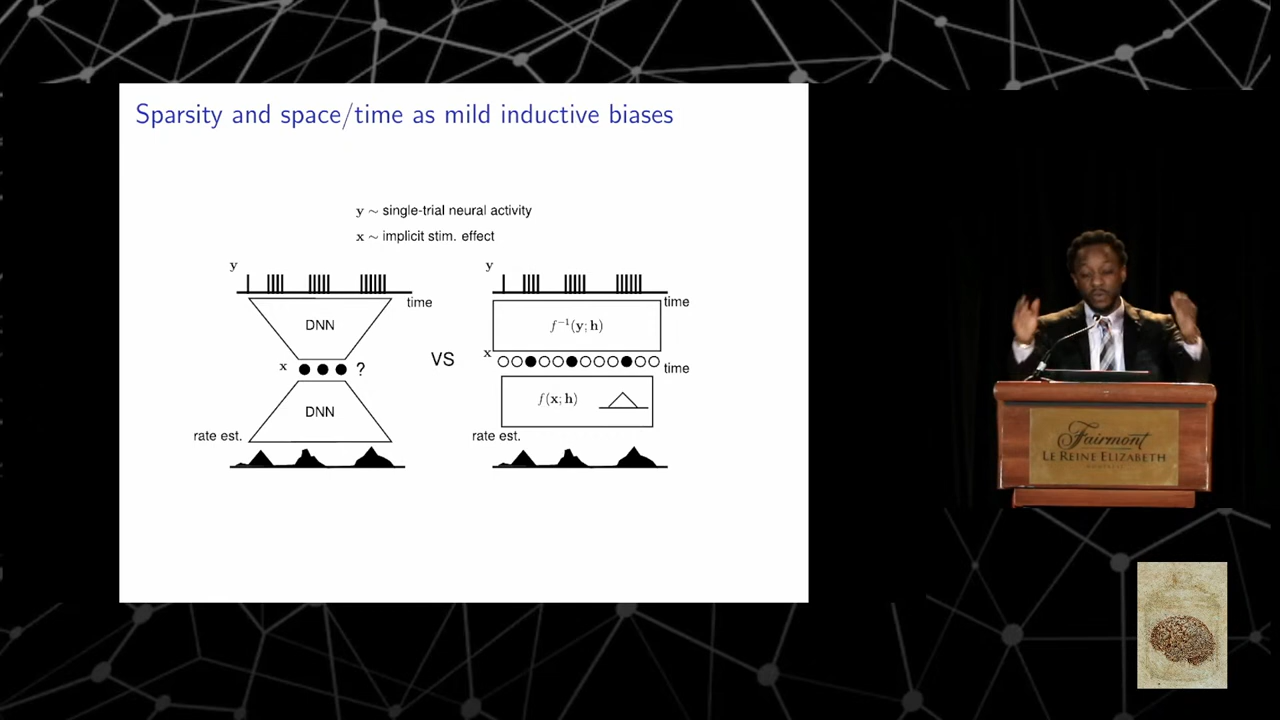 Sparsity and space/time as mild inductive biases
y ∼ single-trial neural activity
x ∼ implicit stim. effect
y
time
DNN
x ?
DNN
rate est.
VS
y
time
f⁻¹(y; h)
x
time
f(x; h)
rate est.
Fairmont
LE REINE ELIZABETH